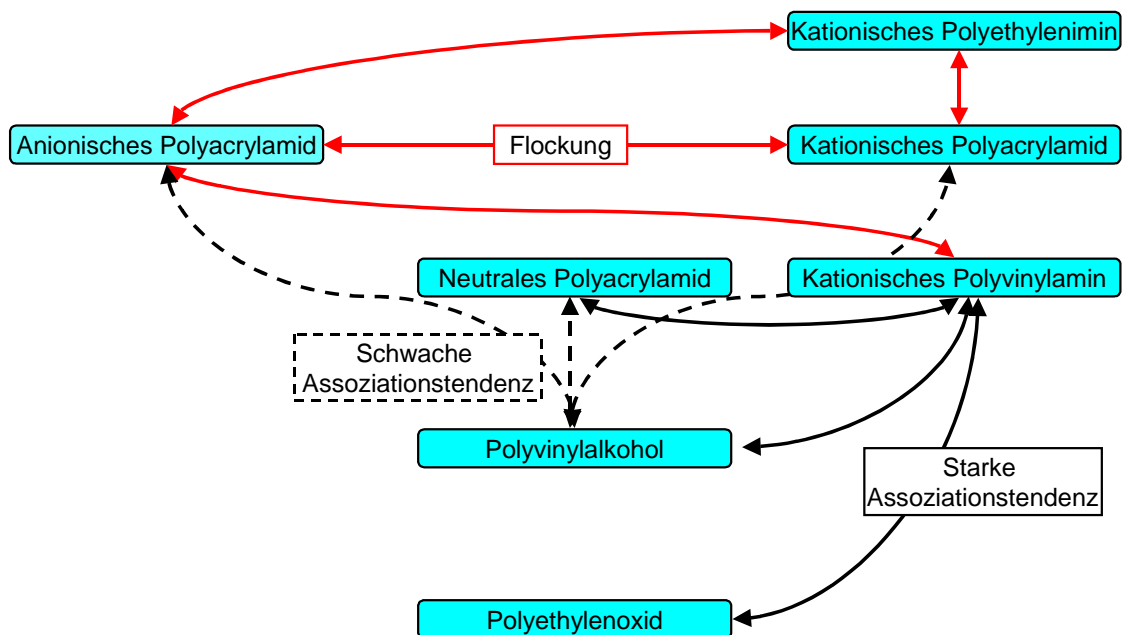 Kationisches Polyethylenimin
Anionisches Polyacrylamid
Flockung
Kationisches Polyacrylamid
Neutrales Polyacrylamid
Kationisches Polyvinylamin
Schwache
Assoziationstendenz
Polyvinylalkohol
Starke
Assoziationstendenz
Polyethylenoxid